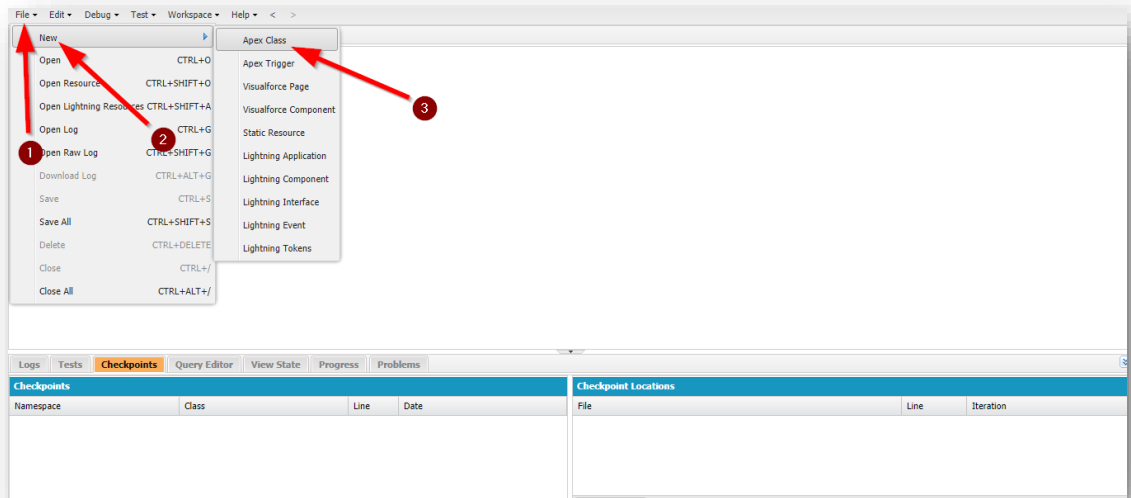 File Edit Debug Test Workspace Help < >
New
Open CTRL+O
Open Resource CTRL+SHIFT+O
Open Lightning Resources CTRL+SHIFT+A
Open Log CTRL+G
Open Raw Log CTRL+SHIFT+G
Download Log CTRL+ALT+G
Save CTRL+S
Save All CTRL+SHIFT+S
Delete CTRL+DELETE
Close CTRL+/
Close All CTRL+ALT+/
Apex Class
Apex Trigger
Visualforce Page
Visualforce Component
Static Resource
Lightning Application
Lightning Component
Lightning Interface
Lightning Event
Lightning Tokens
1
2
3
Logs Tests Checkpoints Query Editor View State Progress Problems
Checkpoints
Namespace Class Line Date
Checkpoint Locations
File Line Iteration